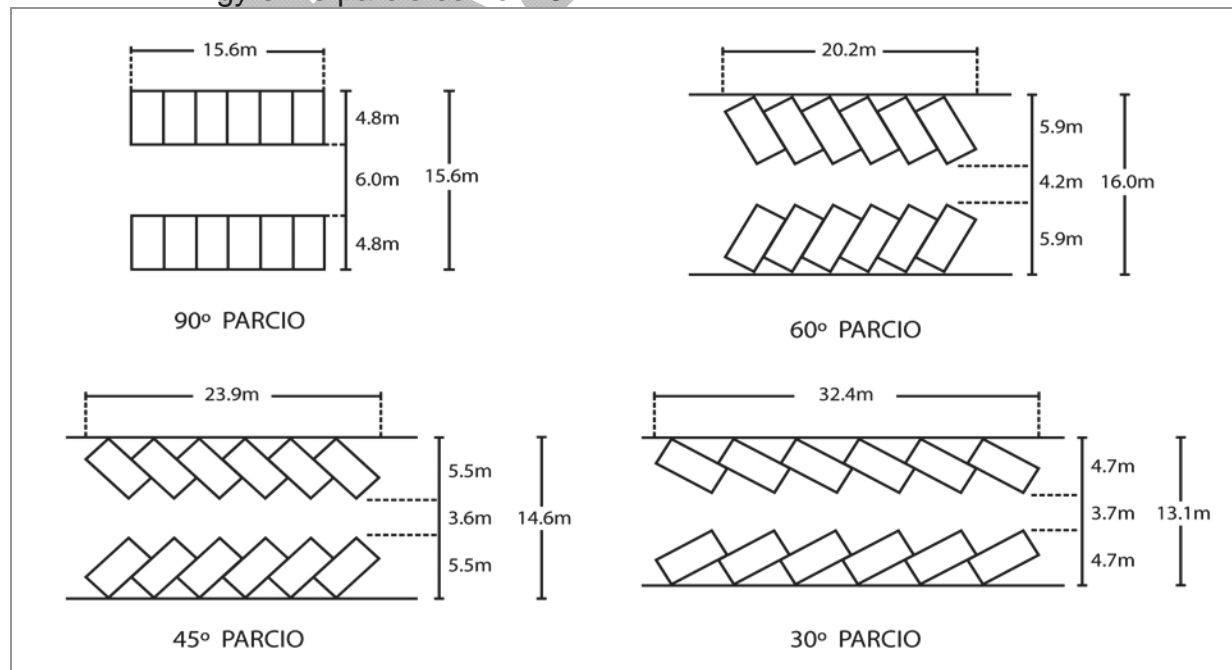 15.6m
4.8m
6.0m
15.6m
4.8m
90º PARCIO
20.2m
5.9m
4.2m
16.0m
5.9m
60º PARCIO
23.9m
5.5m
3.6m
14.6m
5.5m
45º PARCIO
32.4m
4.7m
3.7m
13.1m
4.7m
30º PARCIO